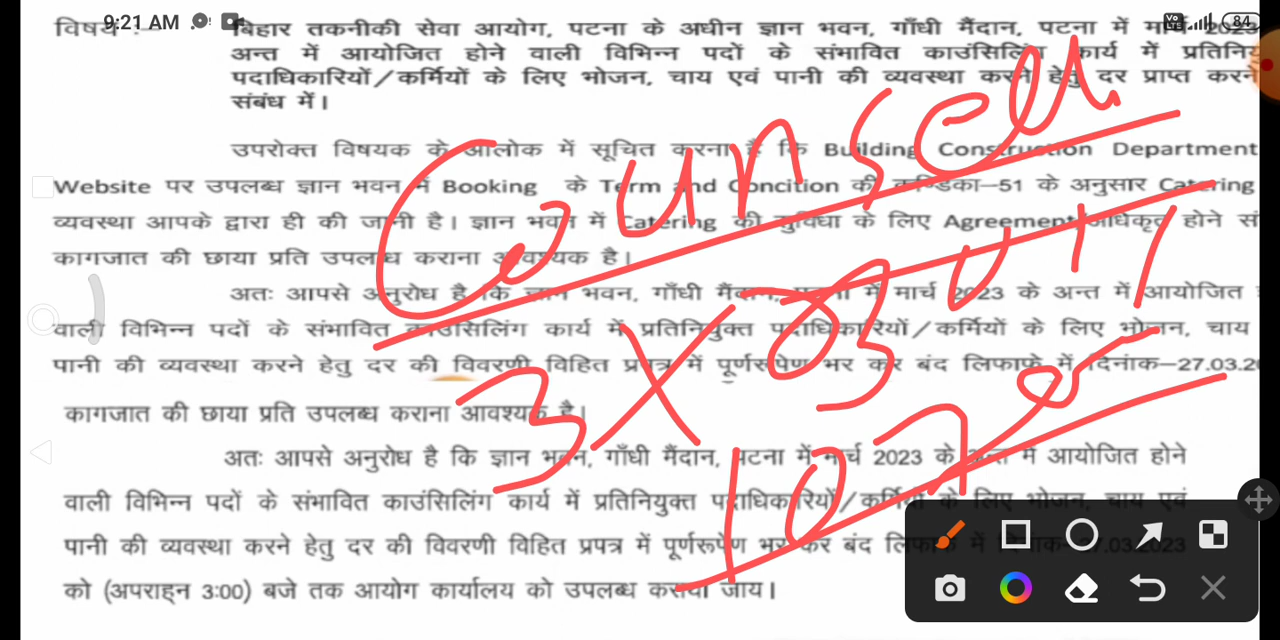 9:21 AM
Vo LTE 84
विषय :- बिहार तकनीकी सेवा आयोग, पटना के अधीन ज्ञान भवन, गाँधी मैंदान, पटना में मार्च 2023
अन्त में आयोजित होने वाली विभिन्न पदों के संभावित काउंसिलिंग कार्य में प्रतिनि
पदाधिकारियों/कर्मियों के लिए भोजन, चाय एवं पानी की व्यवस्था करने हेतु दर प्राप्त करने
संबंध में।
उपरोक्त विषयक के आलोक में सूचित करना है कि Building Construction Department
Website पर उपलब्ध ज्ञान भवन में Booking के Term and Concition की कण्डिका-51 के अनुसार Catering
व्यवस्था आपके द्वारा ही की जानी है। ज्ञान भवन में Catering की सुविधा के लिए Agreement/अधिकृत होने सं
कागजात की छाया प्रति उपलब्ध कराना आवश्यक है।
अतः आपसे अनुरोध है कि ज्ञान भवन, गाँधी मैंदान, पटना में मार्च 2023 के अन्त में आयोजित
वाली विभिन्न पदों के संभावित काउंसिलिंग कार्य में प्रतिनियुक्त पदाधिकारियों/कर्मियों के लिए भोजन, चाय
पानी की व्यवस्था करने हेतु दर की विवरणी विहित प्रपत्र में पूर्णरूपेण भर कर बंद लिफाफे में दिनांक-27.03.20
कागजात की छाया प्रति उपलब्ध कराना आवश्यक है।
अतः आपसे अनुरोध है कि ज्ञान भवन, गाँधी मैंदान, पटना में मार्च 2023 के अन्त में आयोजित होने
वाली विभिन्न पदों के संभावित काउंसिलिंग कार्य में प्रतिनियुक्त पदाधिकारियों/कर्मियों के लिए भोजन, चाय एवं
पानी की व्यवस्था करने हेतु दर की विवरणी विहित प्रपत्र में पूर्णरूपेण भर कर बंद लिफाफे में दिनांक-27.03.2023
को (अपराह्न 3:00) बजे तक आयोग कार्यालय को उपलब्ध कराया जाय।
Counsell
3X03